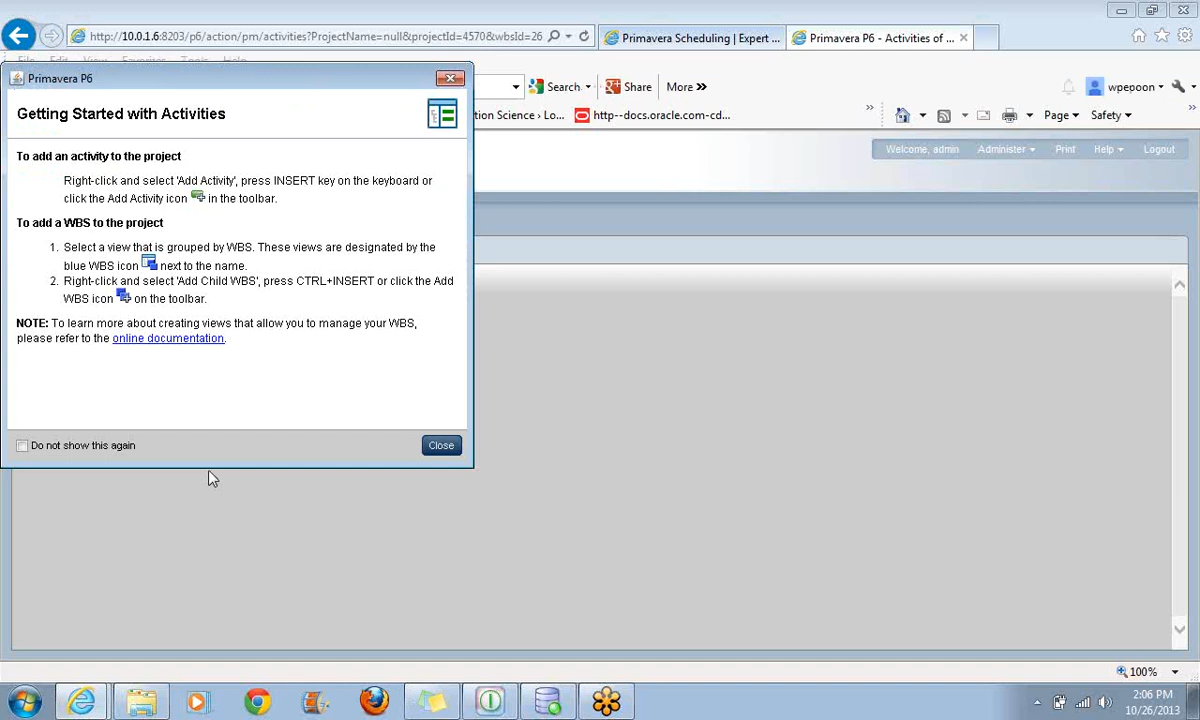 http://10.0.1.6:8203/p6/action/pm/activities?ProjectName=null&projectId=4570&wbsId=26
Primavera Scheduling | Expert ...
Primavera P6 - Activities of ...
Primavera P6
Search
Share
More »
wpepoon
Getting Started with Activities
tion Science › Lo...
http--docs.oracle.com-cd...
Page
Safety
Welcome, admin
Administer
Print
Help
Logout
To add an activity to the project
Right-click and select 'Add Activity', press INSERT key on the keyboard or
click the Add Activity icon in the toolbar.
To add a WBS to the project
1. Select a view that is grouped by WBS. These views are designated by the
blue WBS icon next to the name.
2. Right-click and select 'Add Child WBS', press CTRL+INSERT or click the Add
WBS icon on the toolbar.
NOTE: To learn more about creating views that allow you to manage your WBS,
please refer to the online documentation.
Do not show this again
Close
100%
2:06 PM
10/26/2013